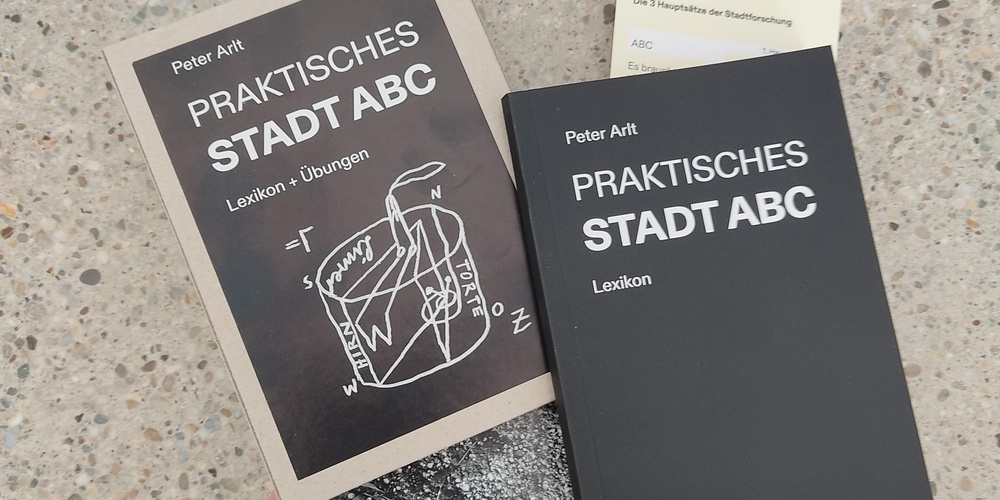 Peter Arlt
PRAKTISCHES
STADT ABC
Lexikon + Übungen
N
S
TORTE
HIRN
O
W
Z
Die 3 Hauptsätze der Stadtforschung
ABC
Es
Peter Arlt
PRAKTISCHES
STADT ABC
Lexikon